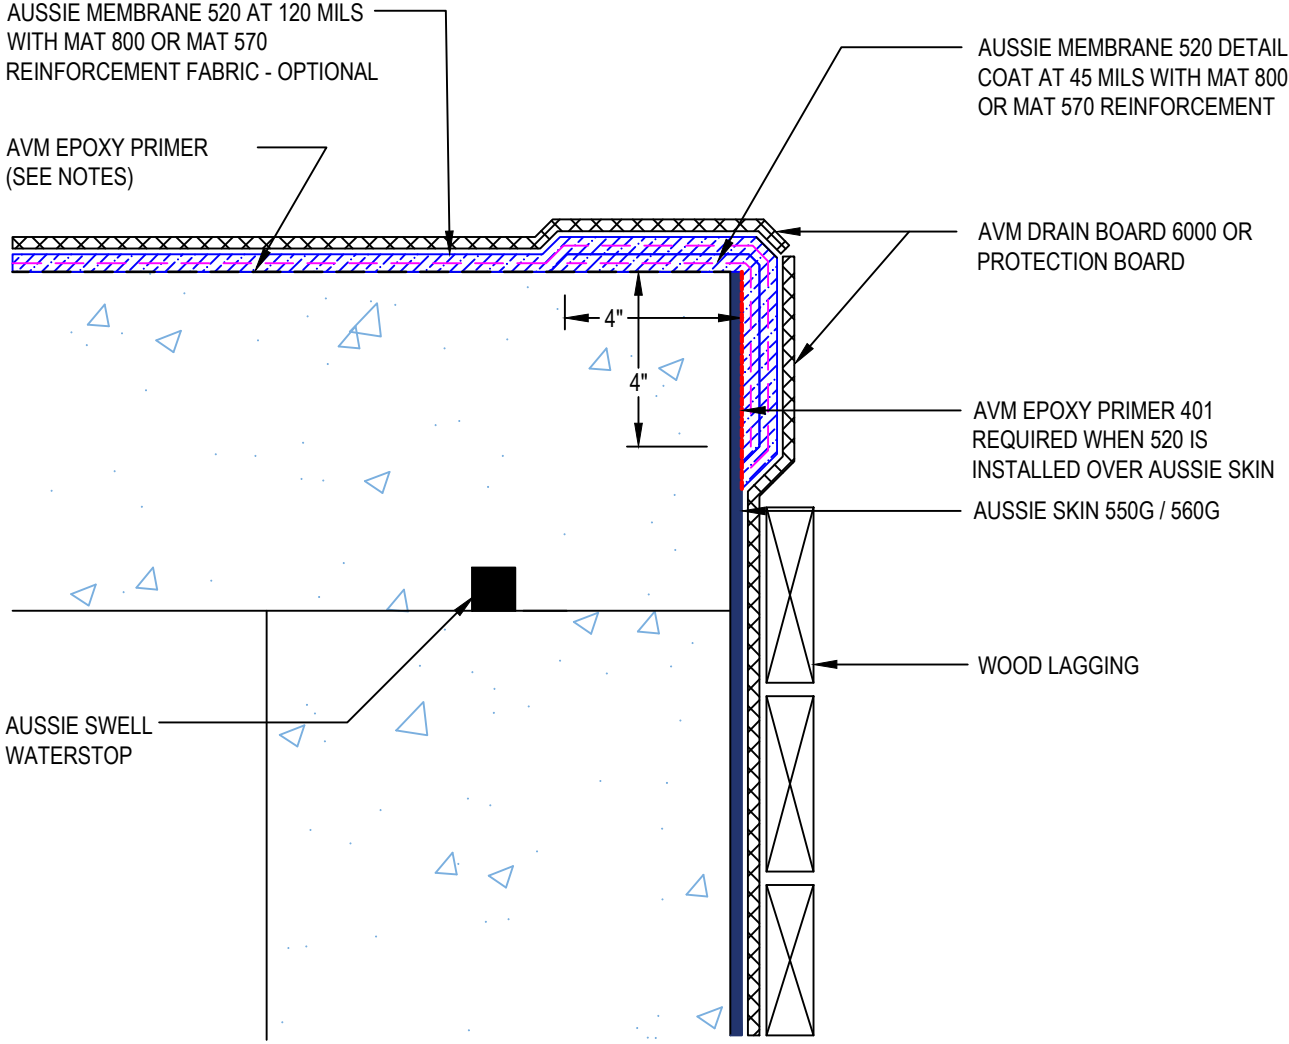 AUSSIE MEMBRANE 520 AT 120 MILS
WITH MAT 800 OR MAT 570
REINFORCEMENT FABRIC - OPTIONAL
AUSSIE MEMBRANE 520 DETAIL
COAT AT 45 MILS WITH MAT 800
OR MAT 570 REINFORCEMENT
AVM EPOXY PRIMER
(SEE NOTES)
AVM DRAIN BOARD 6000 OR
PROTECTION BOARD
4"
4"
AVM EPOXY PRIMER 401
REQUIRED WHEN 520 IS
INSTALLED OVER AUSSIE SKIN
AUSSIE SKIN 550G / 560G
WOOD LAGGING
AUSSIE SWELL
WATERSTOP